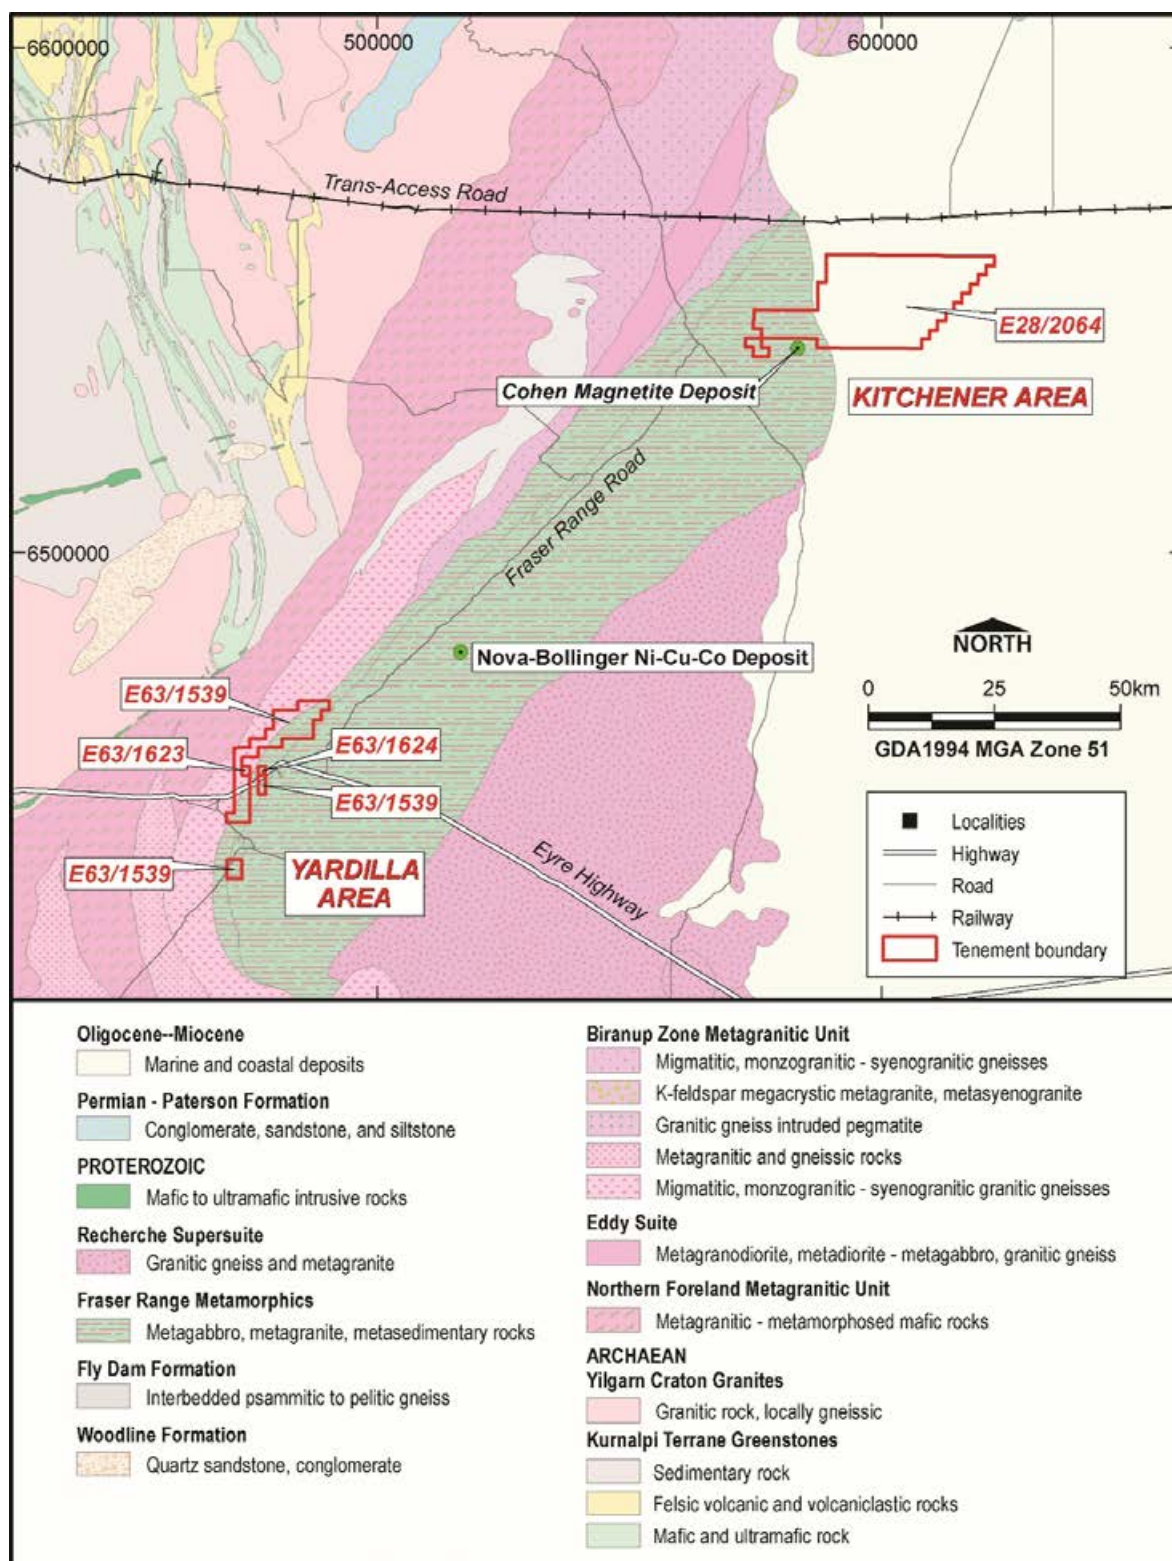 6600000
500000
600000
Trans-Access Road
E28/2064
Cohen Magnetite Deposit
KITCHENER AREA
Fraser Range Road
6500000
NORTH
Nova-Bollinger Ni-Cu-Co Deposit
0 25 50km
GDA1994 MGA Zone 51
E63/1539
E63/1624
E63/1623
E63/1539
E63/1539
YARDILLA
AREA
Eyre Highway
Localities
Highway
Road
Railway
Tenement boundary
Oligocene--Miocene
Marine and coastal deposits
Permian - Paterson Formation
Conglomerate, sandstone, and siltstone
PROTEROZOIC
Mafic to ultramafic intrusive rocks
Recherche Supersuite
Granitic gneiss and metagranite
Fraser Range Metamorphics
Metagabbro, metagranite, metasedimentary rocks
Fly Dam Formation
Interbedded psammitic to pelitic gneiss
Woodline Formation
Quartz sandstone, conglomerate
Biranup Zone Metagranitic Unit
Migmatitic, monzogranitic - syenogranitic gneisses
K-feldspar megacrystic metagranite, metasyenogranite
Granitic gneiss intruded pegmatite
Metagranitic and gneissic rocks
Migmatitic, monzogranitic - syenogranitic granitic gneisses
Eddy Suite
Metagranodiorite, metadiorite - metagabbro, granitic gneiss
Northern Foreland Metagranitic Unit
Metagranitic - metamorphosed mafic rocks
ARCHAEAN
Yilgarn Craton Granites
Granitic rock, locally gneissic
Kurnalpi Terrane Greenstones
Sedimentary rock
Felsic volcanic and volcaniclastic rocks
Mafic and ultramafic rock